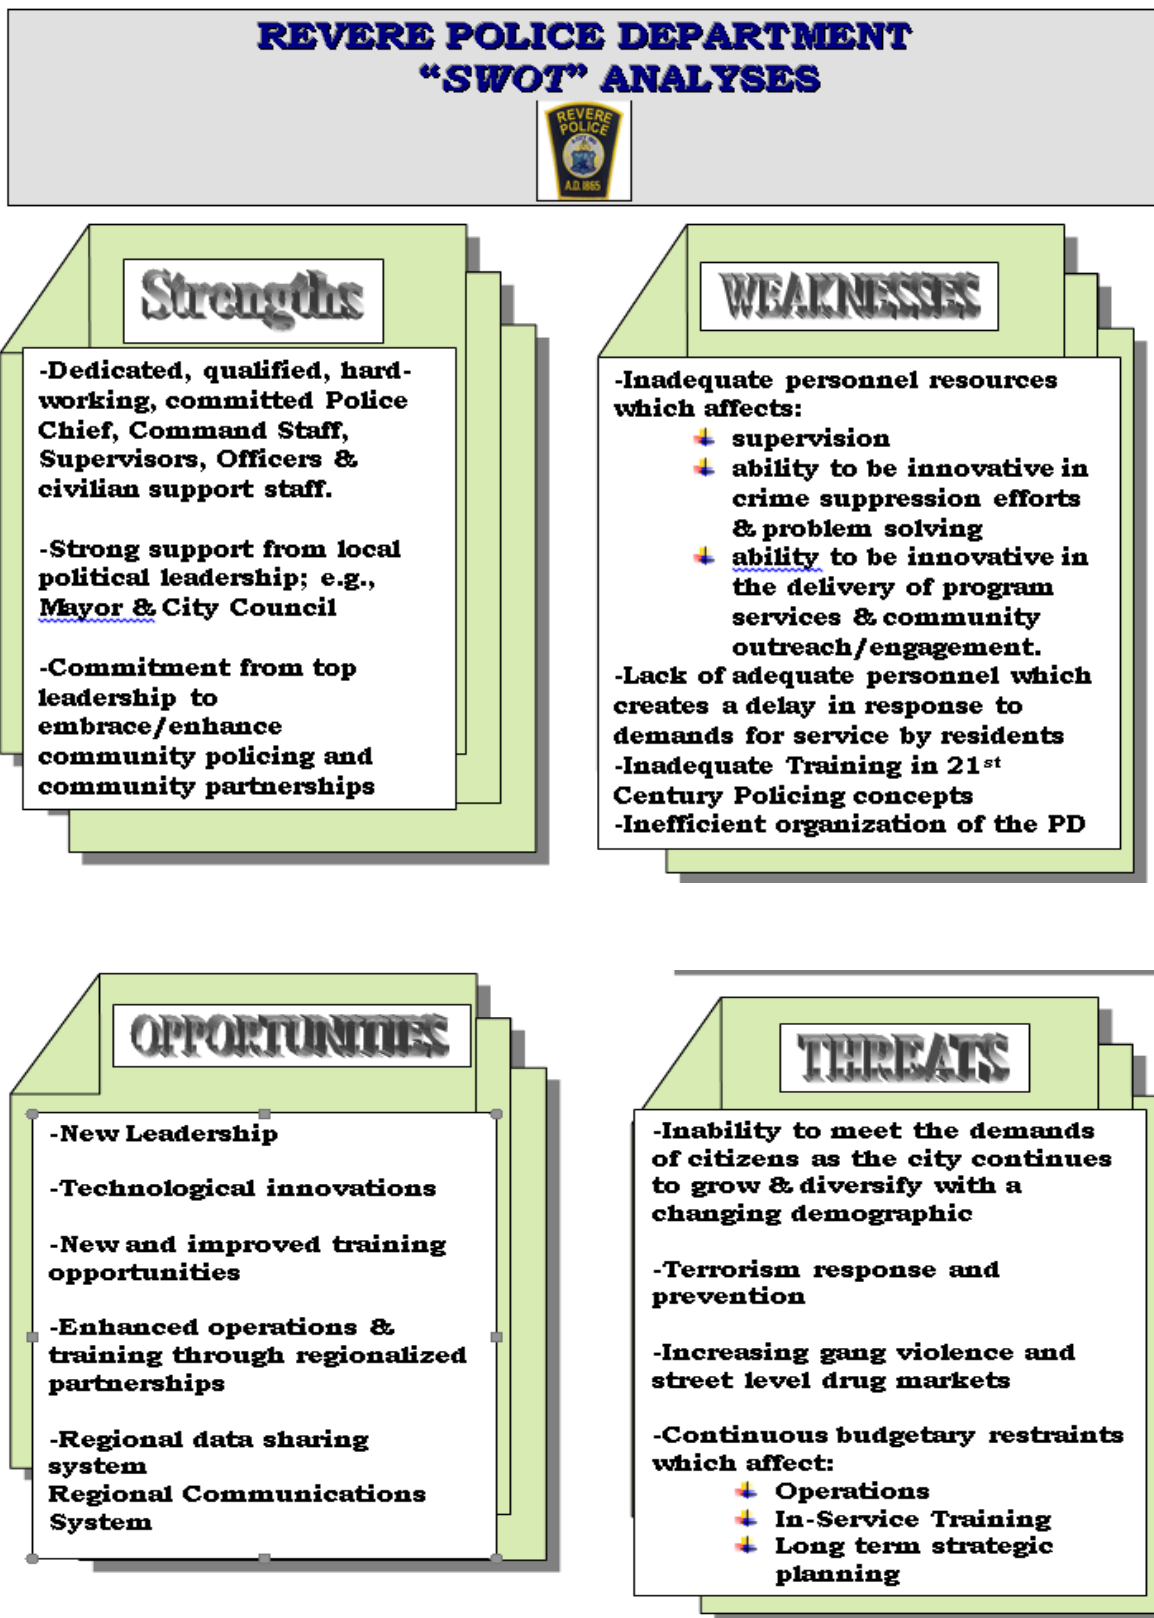 REVERE POLICE DEPARTMENT
“SWOT” ANALYSES
REVERE
POLICE
A.D. 1865
Strengths
-Dedicated, qualified, hard-
working, committed Police
Chief, Command Staff,
Supervisors, Officers &
civilian support staff.
-Strong support from local
political leadership; e.g.,
Mayor & City Council
-Commitment from top
leadership to
embrace/enhance
community policing and
community partnerships
WEAKNESSES
-Inadequate personnel resources
which affects:
supervision
ability to be innovative in
crime suppression efforts
& problem solving
ability to be innovative in
the delivery of program
services & community
outreach/engagement.
-Lack of adequate personnel which
creates a delay in response to
demands for service by residents
-Inadequate Training in 21st
Century Policing concepts
-Inefficient organization of the PD
OPPORTUNITIES
-New Leadership
-Technological innovations
-New and improved training
opportunities
-Enhanced operations &
training through regionalized
partnerships
-Regional data sharing
system
Regional Communications
System
THREATS
-Inability to meet the demands
of citizens as the city continues
to grow & diversify with a
changing demographic
-Terrorism response and
prevention
-Increasing gang violence and
street level drug markets
-Continuous budgetary restraints
which affect:
Operations
In-Service Training
Long term strategic
planning